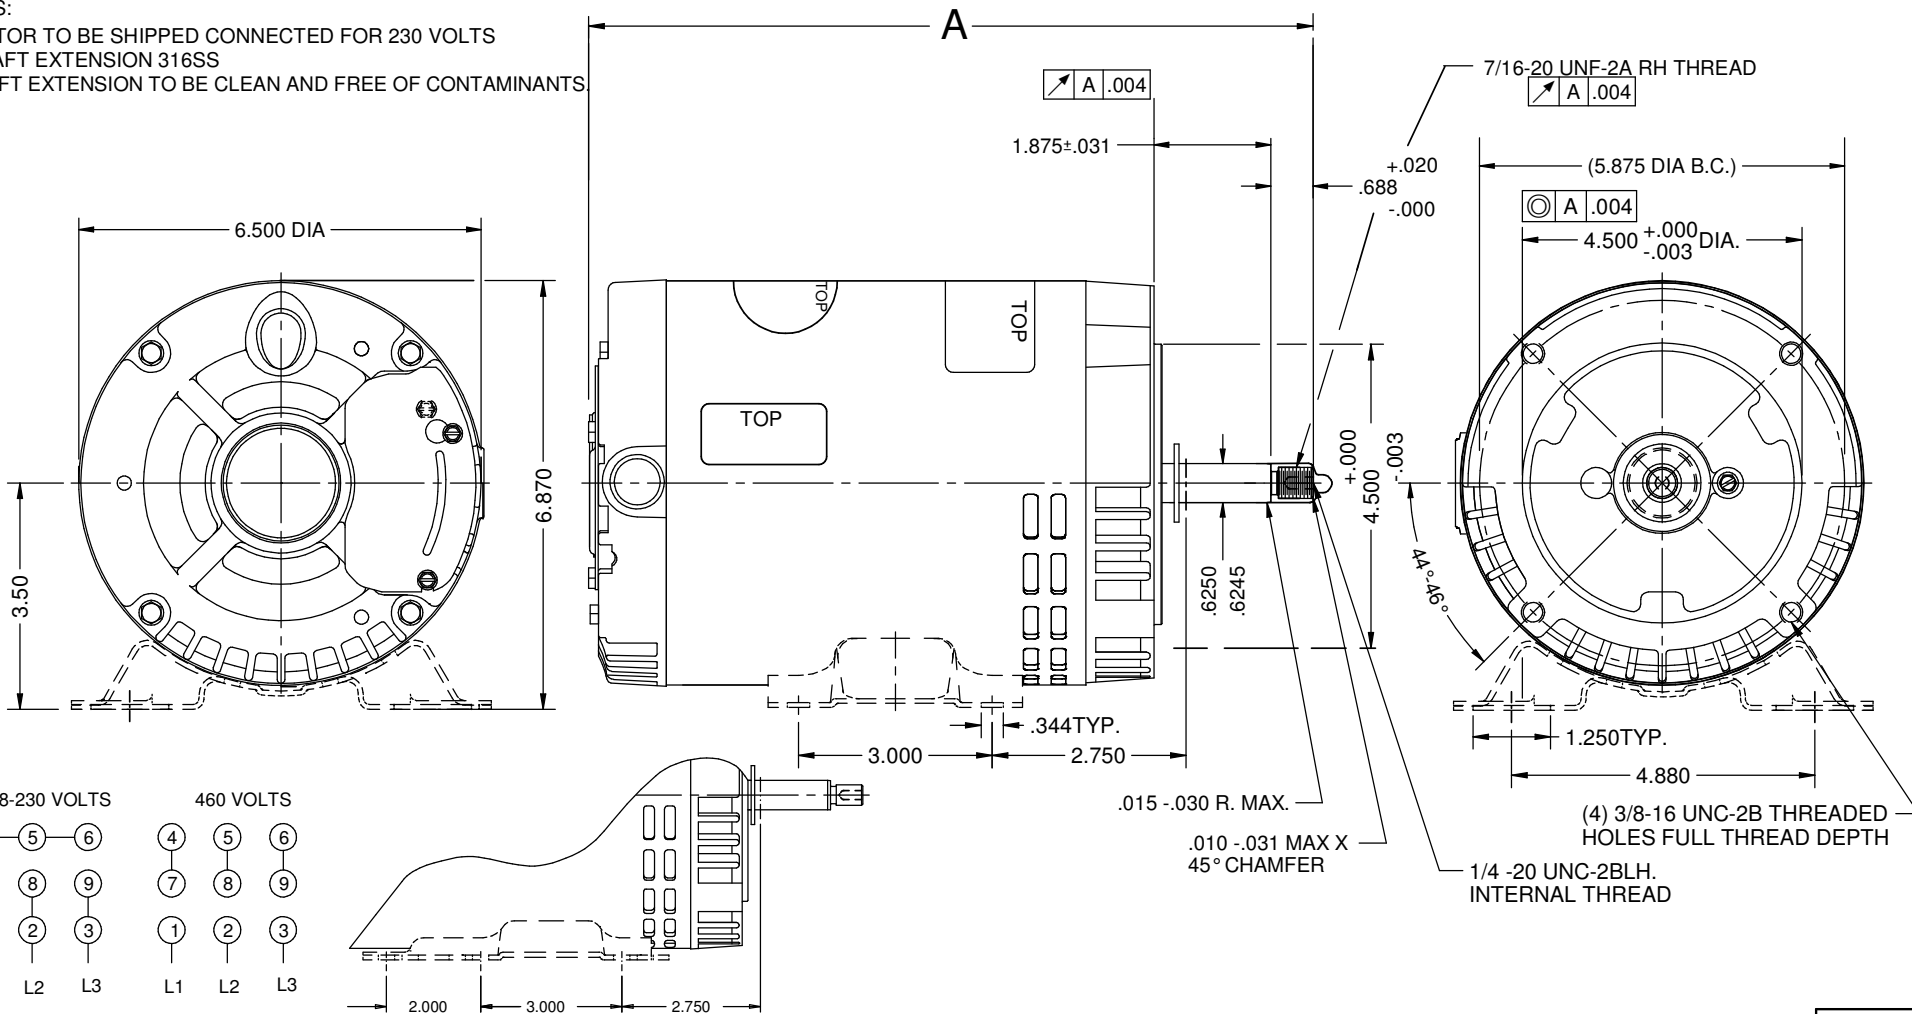 S:
TOR TO BE SHIPPED CONNECTED FOR 230 VOLTS
AFT EXTENSION 316SS
FT EXTENSION TO BE CLEAN AND FREE OF CONTAMINANTS.
A
A .004
7/16-20 UNF-2A RH THREAD
A .004
1.875±.031
+.020
.688
-.000
(5.875 DIA B.C.)
A .004
4.500 +.000 DIA.
-.003
6.500 DIA
TOP
TOP
TOP
6.870
3.50
+.000
4.500
-.003
.6250
.6245
44°-46°
.344TYP.
3.000
2.750
1.250TYP.
4.880
.015 -.030 R. MAX.
.010 -.031 MAX X
45° CHAMFER
(4) 3/8-16 UNC-2B THREADED
HOLES FULL THREAD DEPTH
1/4 -20 UNC-2BLH.
INTERNAL THREAD
8-230 VOLTS
460 VOLTS
5 6 4 5 6
8 9 7 8 9
2 3 1 2 3
L2 L3 L1 L2 L3
2.000
3.000
2.750